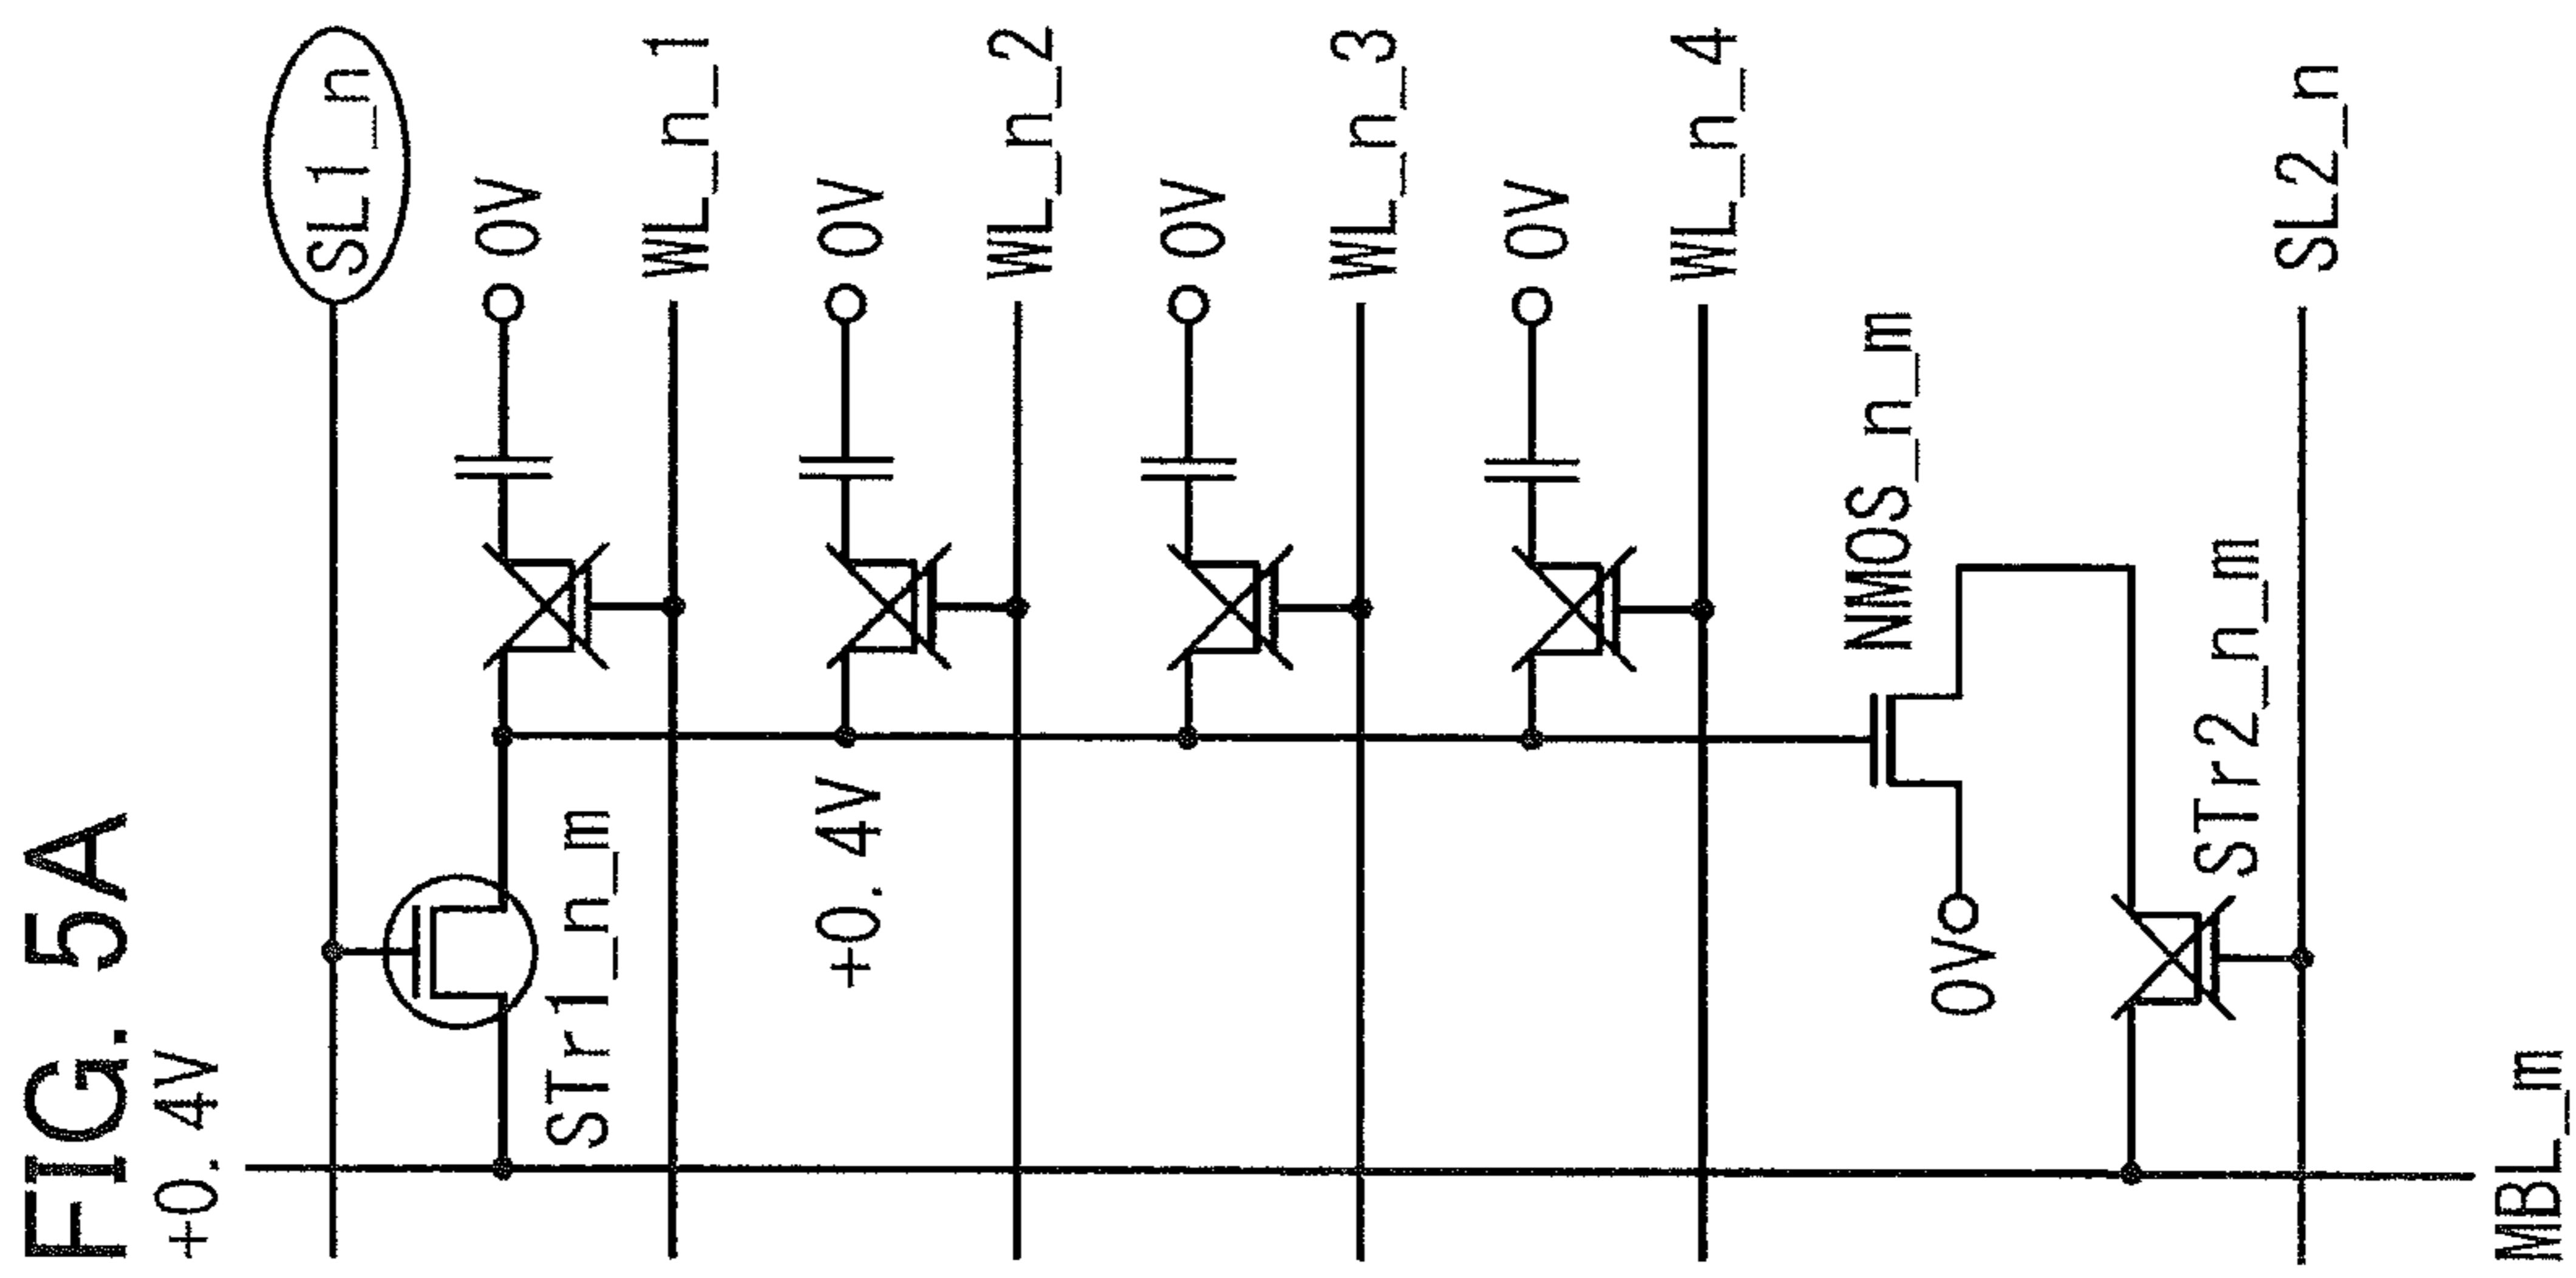 FIG. 5A
+0.4V
SL1_n
0V
WL_n_1
STr1_n_m
0V
WL_n_2
+0.4V
0V
WL_n_3
0V
WL_n_4
NMOS_n_m
0V
STr2_n_m
SL2_n
MBL_m